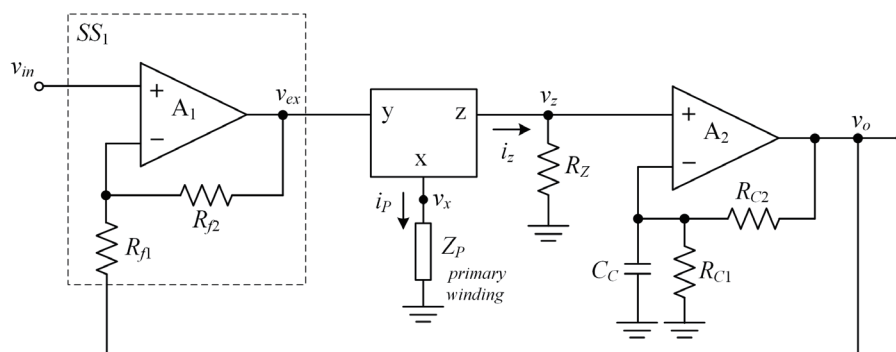 SS1
vin
+
A1
−
vex
Rf2
Rf1
y
z
x
iP
vx
ZP
primary
winding
iz
vz
RZ
+
A2
−
vo
RC2
CC
RC1